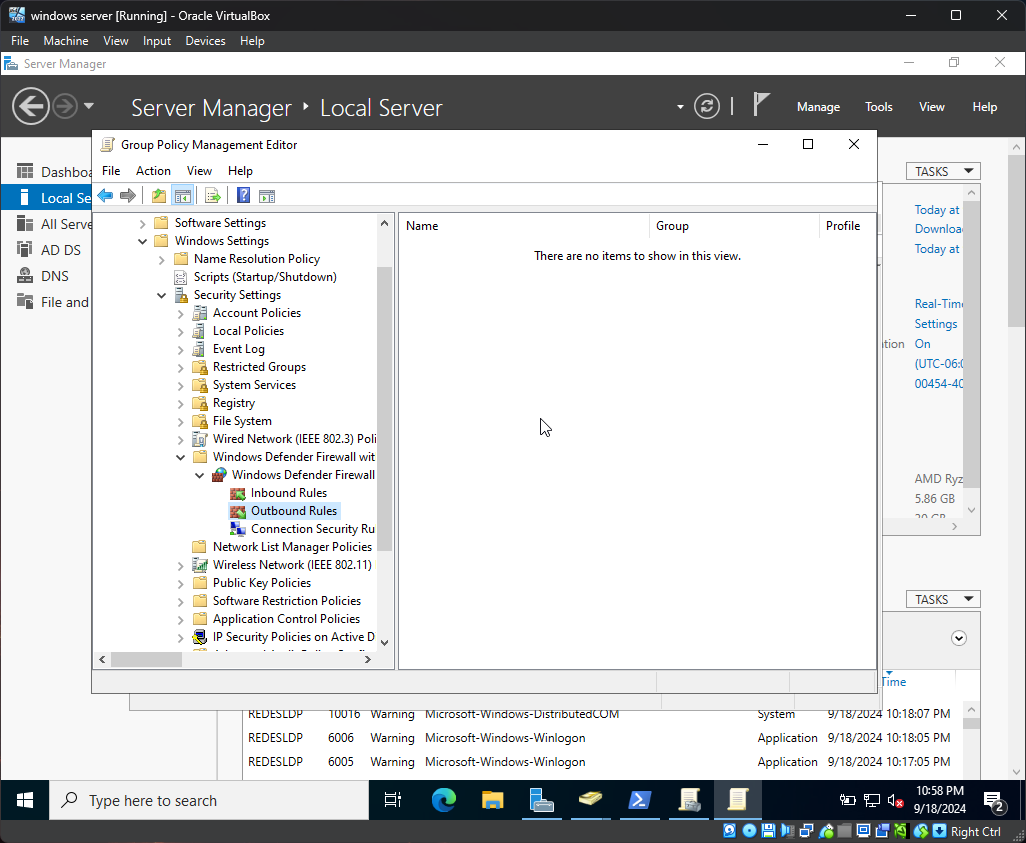 windows server [Running] - Oracle VirtualBox
File Machine View Input Devices Help
Server Manager
Server Manager Local Server
Manage Tools View Help
Dashboa
Local Se
All Serve
AD DS
DNS
File and
Group Policy Management Editor
File Action View Help
Software Settings
Windows Settings
Name Resolution Policy
Scripts (Startup/Shutdown)
Security Settings
Account Policies
Local Policies
Event Log
Restricted Groups
System Services
Registry
File System
Wired Network (IEEE 802.3) Poli
Windows Defender Firewall wit
Windows Defender Firewall
Inbound Rules
Outbound Rules
Connection Security Ru
Network List Manager Policies
Wireless Network (IEEE 802.11)
Public Key Policies
Software Restriction Policies
Application Control Policies
IP Security Policies on Active D
Name Group Profile
There are no items to show in this view.
TASKS
Today at
Downloa
Today at
Real-Time
Settings
ation On
(UTC-06:0
00454-40
AMD Ryz
5.86 GB
TASKS
Time
REDESLDP 10016 Warning Microsoft-Windows-DistributedCOM System 9/18/2024 10:18:07 PM
REDESLDP 6006 Warning Microsoft-Windows-Winlogon Application 9/18/2024 10:18:05 PM
REDESLDP 6005 Warning Microsoft-Windows-Winlogon Application 9/18/2024 10:17:05 PM
Type here to search
10:58 PM
9/18/2024
2
Right Ctrl